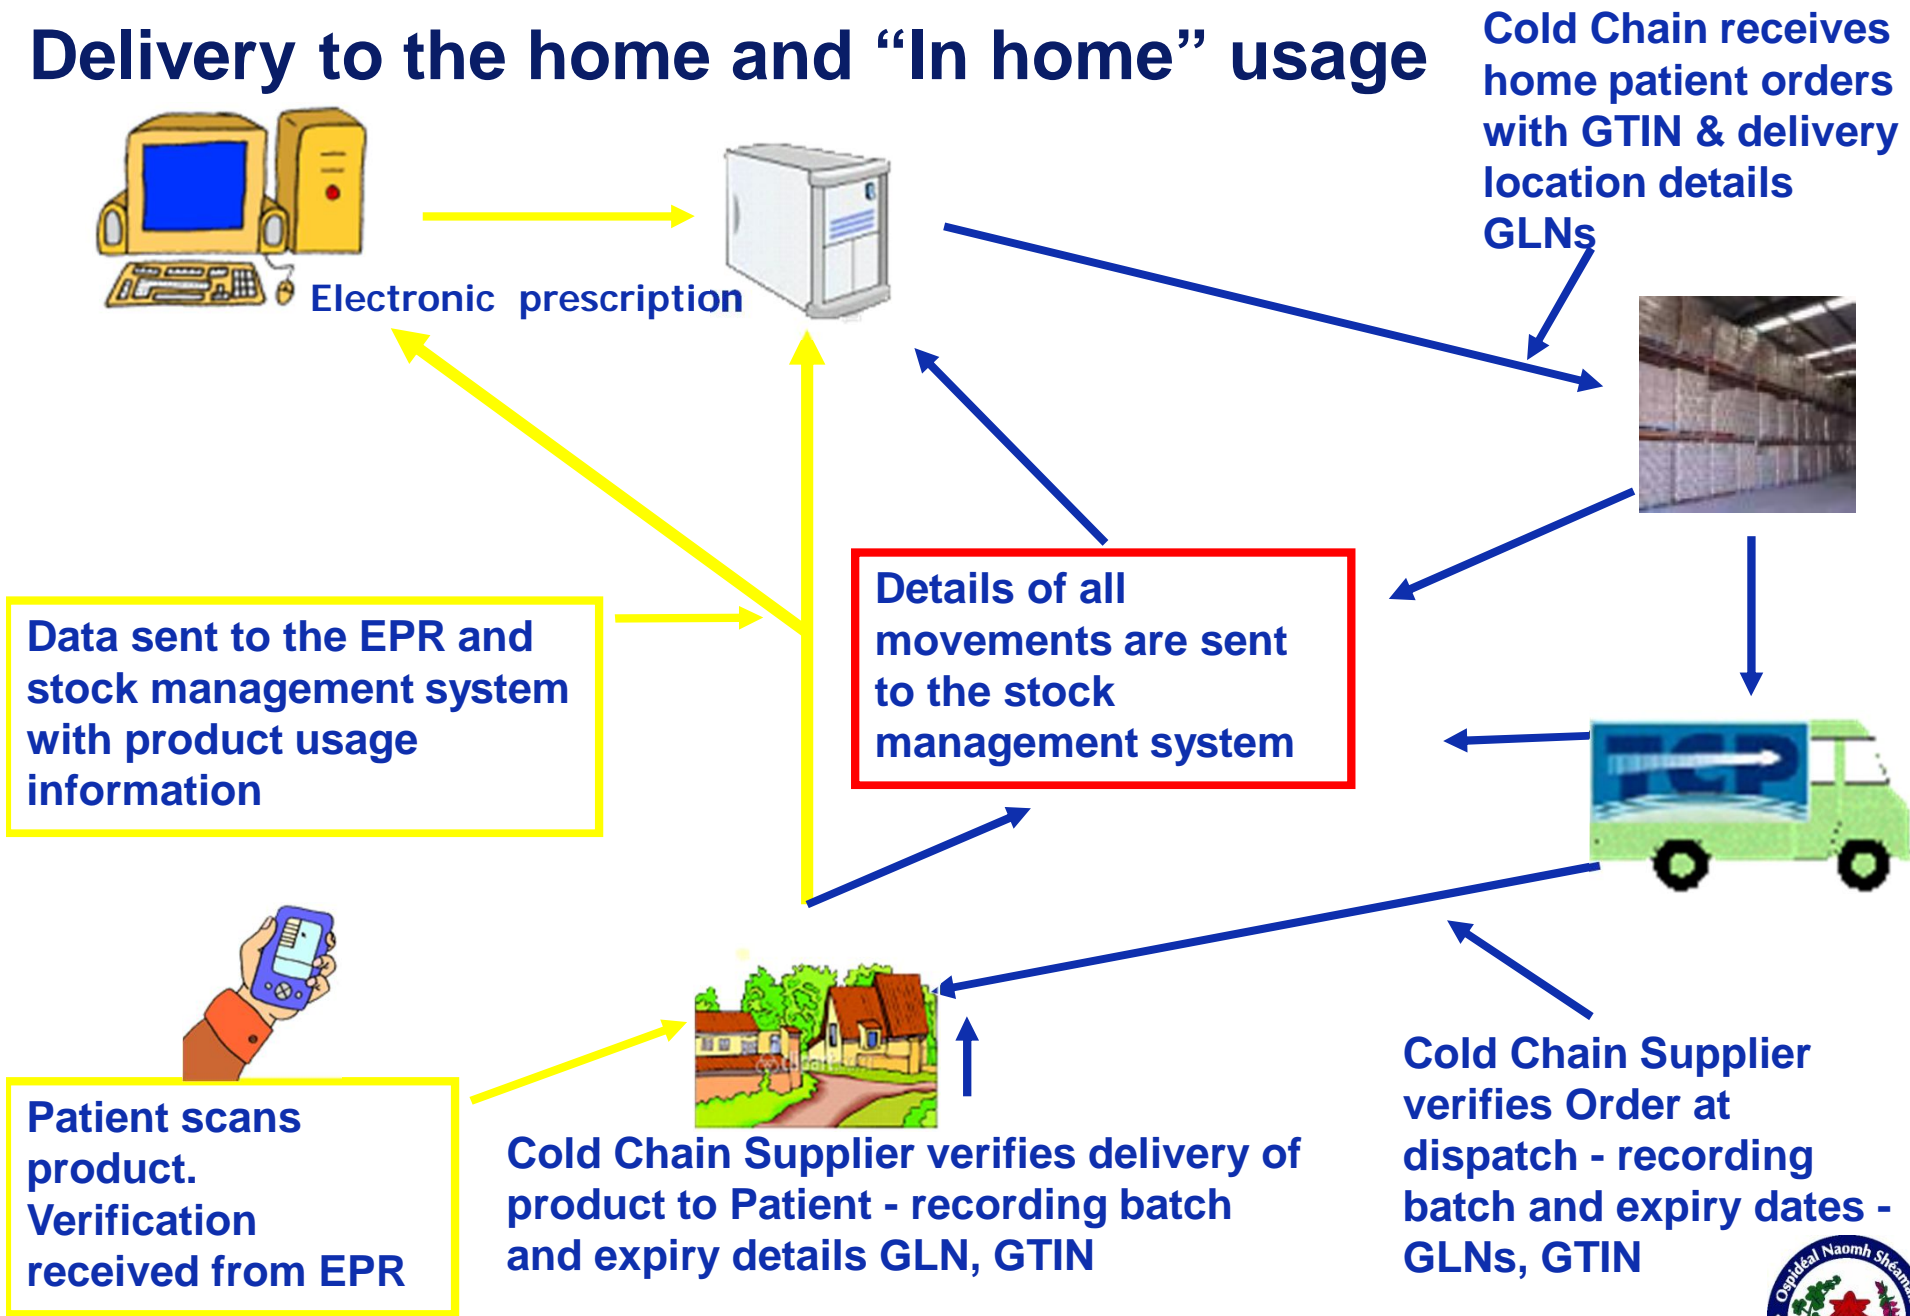 Delivery to the home and “In home” usage
Cold Chain receives
home patient orders
with GTIN & delivery
location details
GLNs
Electronic prescription
Details of all
movements are sent
to the stock
management system
Data sent to the EPR and
stock management system
with product usage
information
TCP
Patient scans
product.
Verification
received from EPR
Cold Chain Supplier verifies delivery of
product to Patient - recording batch
and expiry details GLN, GTIN
Cold Chain Supplier
verifies Order at
dispatch - recording
batch and expiry dates -
GLNs, GTIN
Ospidéal Naomh